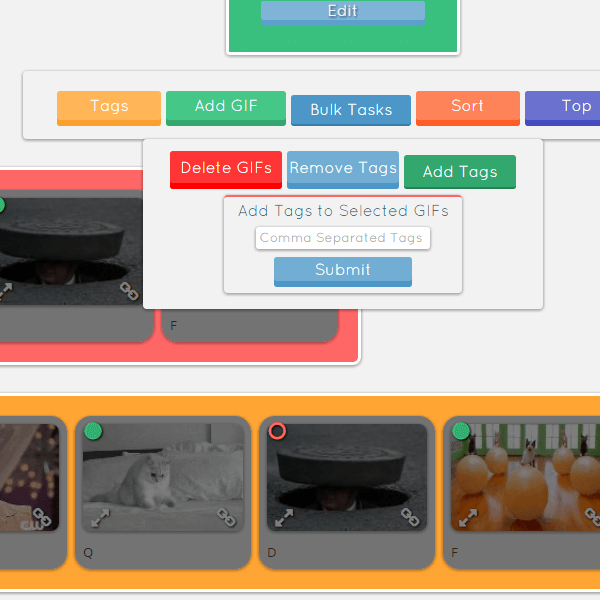 Edit
Tags Add GIF Bulk Tasks Sort Top
Delete GIFs Remove Tags Add Tags
Add Tags to Selected GIFs
Comma Separated Tags
Submit
F
CW
Q D F